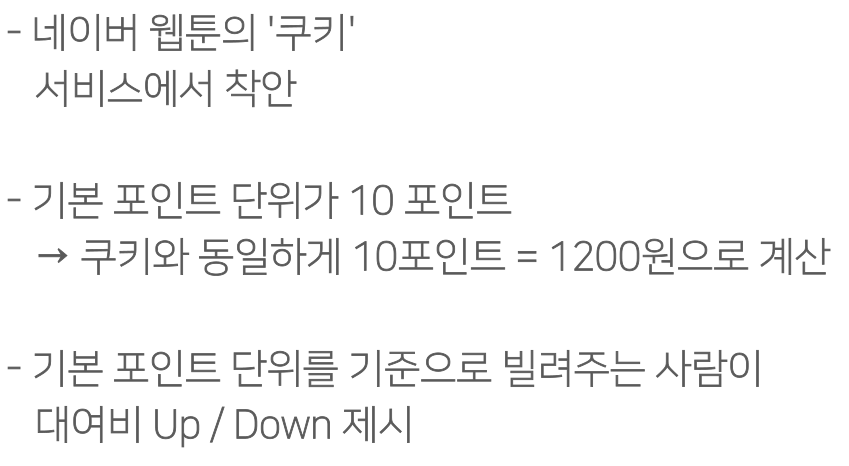 - 네이버 웹툰의 '쿠키'
서비스에서 착안
- 기본 포인트 단위가 10 포인트
→ 쿠키와 동일하게 10포인트 = 1200원으로 계산
- 기본 포인트 단위를 기준으로 빌려주는 사람이
대여비 Up / Down 제시